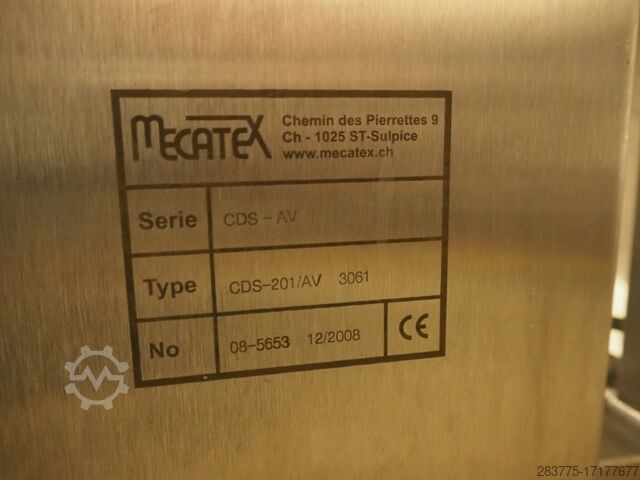 MECATEX
Chemin des Pierrettes 9
Ch - 1025 ST-Sulpice
www.mecatex.ch
Serie CDS - AV
Type CDS-201/AV 3061
No 08-5653 12/2008 CE
283775-17177677